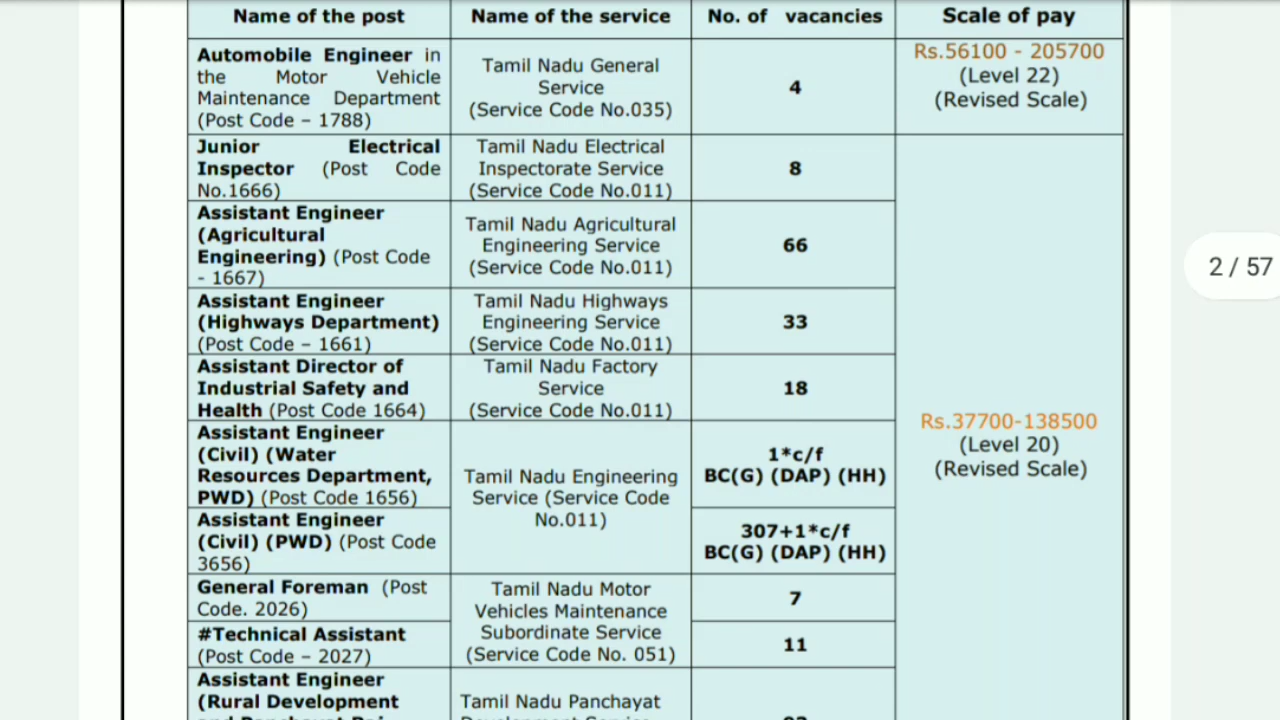 Name of the post
Name of the service
No. of vacancies
Scale of pay
Automobile Engineer in
the Motor Vehicle
Maintenance Department
(Post Code – 1788)
Tamil Nadu General
Service
(Service Code No.035)
4
Rs.56100 - 205700
(Level 22)
(Revised Scale)
Junior Electrical
Inspector (Post Code
No.1666)
Tamil Nadu Electrical
Inspectorate Service
(Service Code No.011)
8
Assistant Engineer
(Agricultural
Engineering) (Post Code
- 1667)
Tamil Nadu Agricultural
Engineering Service
(Service Code No.011)
66
Assistant Engineer
(Highways Department)
(Post Code – 1661)
Tamil Nadu Highways
Engineering Service
(Service Code No.011)
33
Assistant Director of
Industrial Safety and
Health (Post Code 1664)
Tamil Nadu Factory
Service
(Service Code No.011)
18
Assistant Engineer
(Civil) (Water
Resources Department,
PWD) (Post Code 1656)
Tamil Nadu Engineering
Service (Service Code
No.011)
1*c/f
BC(G) (DAP) (HH)
Rs.37700-138500
(Level 20)
(Revised Scale)
Assistant Engineer
(Civil) (PWD) (Post Code
3656)
307+1*c/f
BC(G) (DAP) (HH)
General Foreman (Post
Code. 2026)
Tamil Nadu Motor
Vehicles Maintenance
Subordinate Service
(Service Code No. 051)
7
#Technical Assistant
(Post Code – 2027)
11
Assistant Engineer
(Rural Development
Tamil Nadu Panchayat
2 / 57